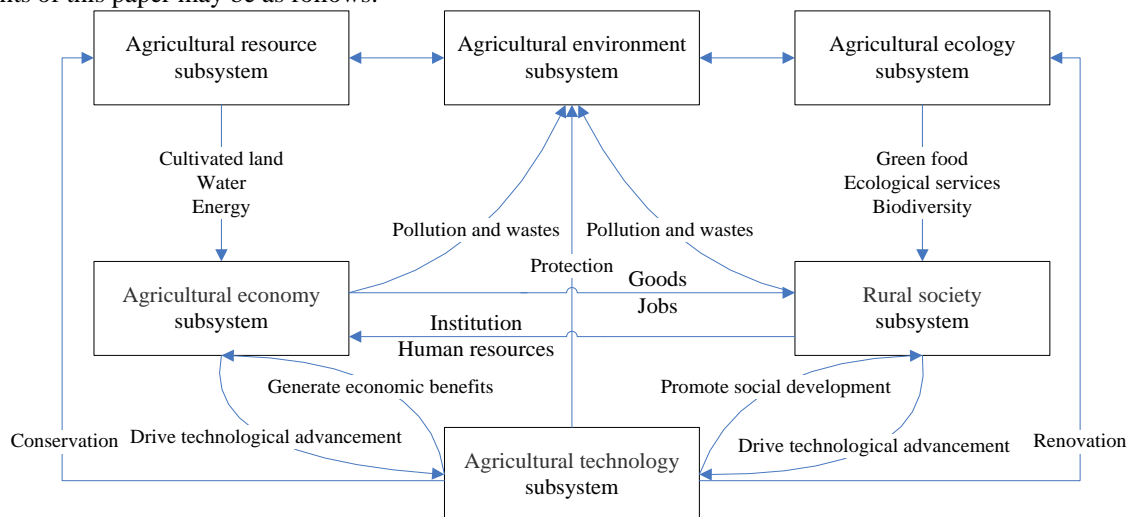 nts of this paper may be as follows.
Agricultural resource
subsystem
Agricultural environment
subsystem
Agricultural ecology
subsystem
Cultivated land
Water
Energy
Green food
Ecological services
Biodiversity
Pollution and wastes
Pollution and wastes
Protection
Agricultural economy
subsystem
Goods
Jobs
Rural society
subsystem
Institution
Human resources
Generate economic benefits
Promote social development
Conservation
Drive technological advancement
Drive technological advancement
Renovation
Agricultural technology
subsystem